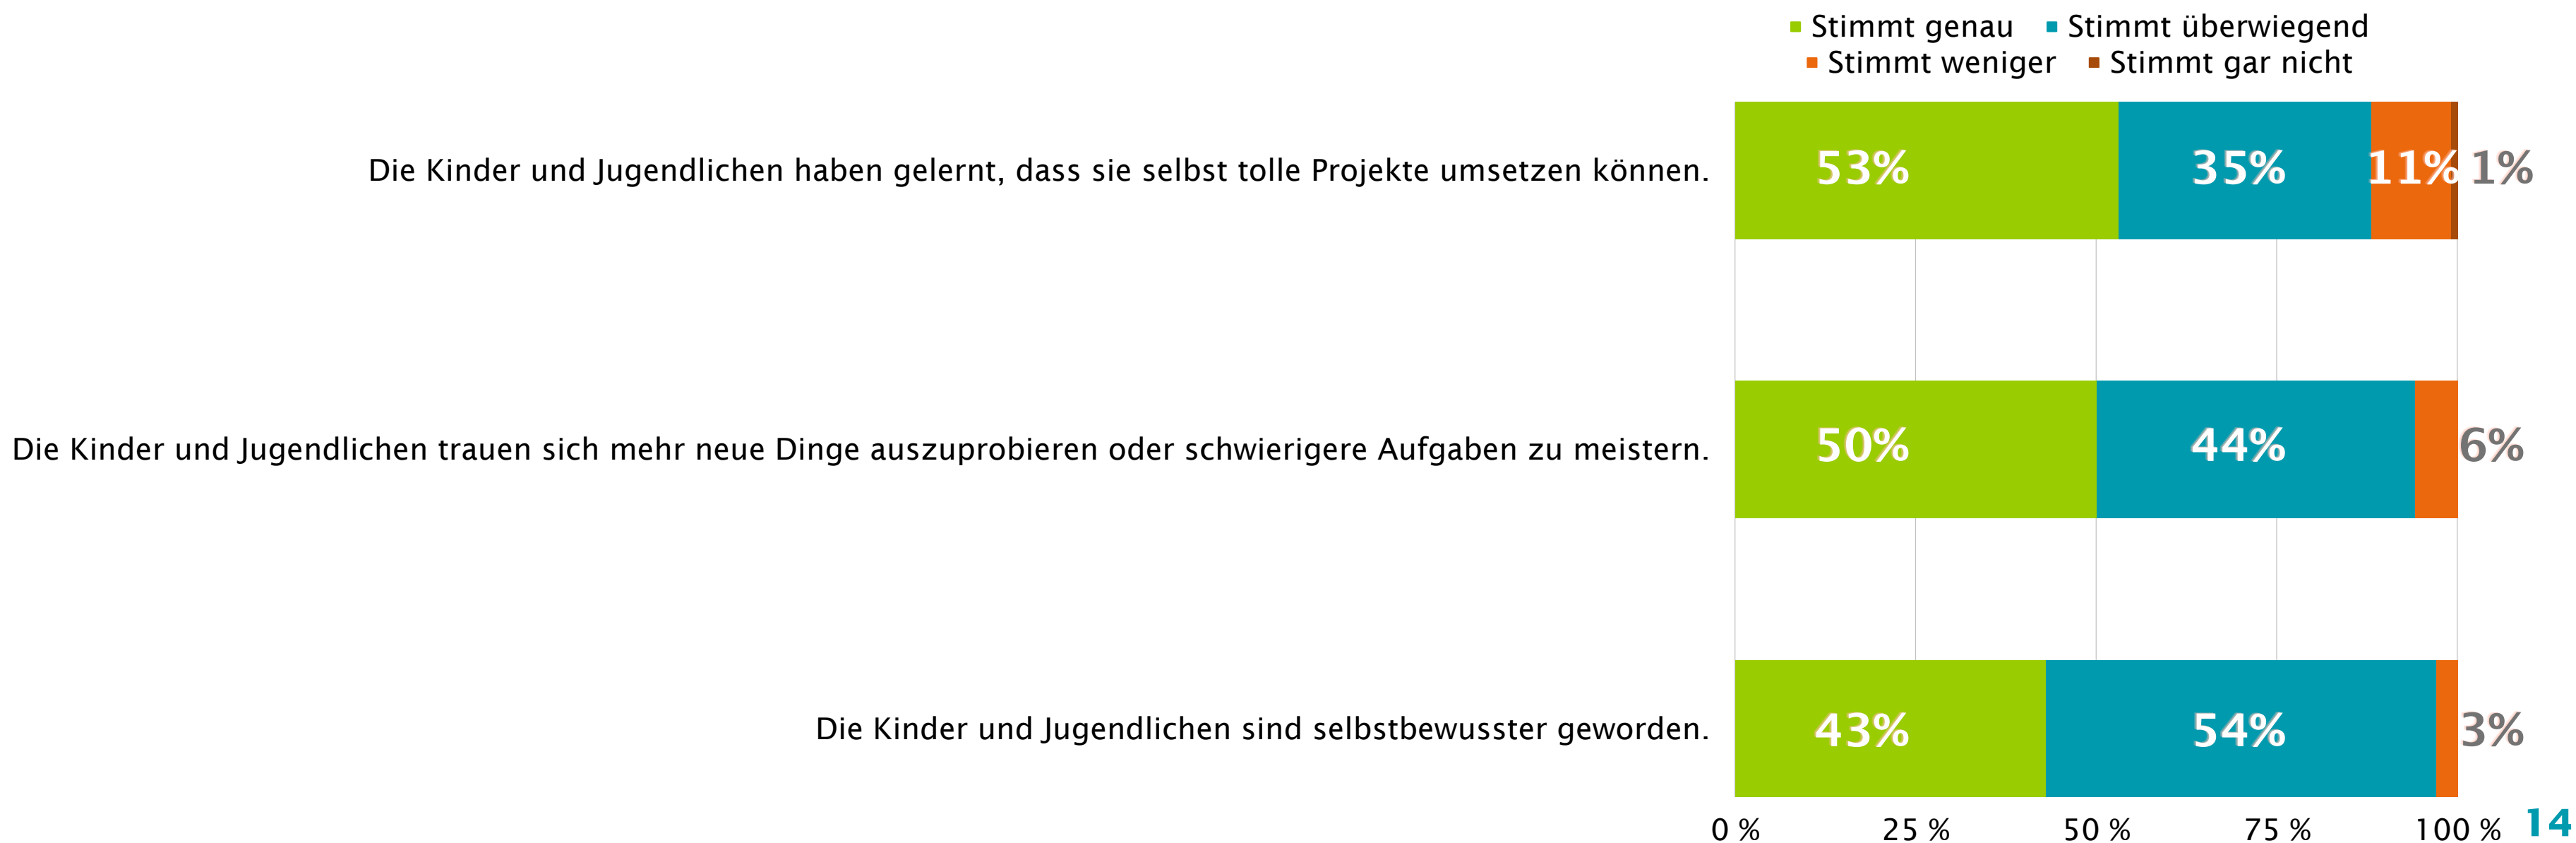 Stimmt genau Stimmt überwiegend
Stimmt weniger Stimmt gar nicht
Die Kinder und Jugendlichen haben gelernt, dass sie selbst tolle Projekte umsetzen können. 53% 35% 11% 1%
Die Kinder und Jugendlichen trauen sich mehr neue Dinge auszuprobieren oder schwierigere Aufgaben zu meistern. 50% 44% 6%
Die Kinder und Jugendlichen sind selbstbewusster geworden. 43% 54% 3%
0 % 25 % 50 % 75 % 100 % 14